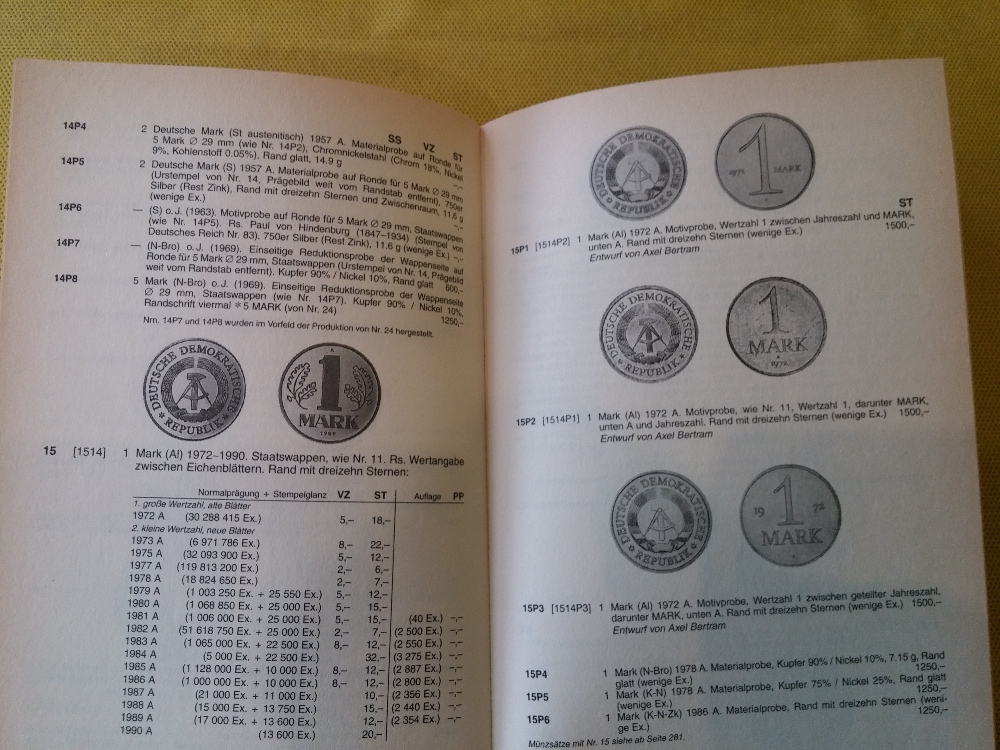 SS VZ ST
14P4 2 Deutsche Mark (St austenitisch) 1957 A. Materialprobe auf Ronde für
5 Mark ∅ 29 mm (wie Nr. 14P2), Chromnickelstahl (Chrom 18%, Nickel
9%, Kohlenstoff 0.05%). Rand glatt, 14.9 g –,–
14P5 2 Deutsche Mark (S) 1957 A. Materialprobe auf Ronde für 5 Mark ∅ 29 mm
(Urstempel von Nr. 14, Prägebild weit vom Randstab entfernt), 750er
Silber (Rest Zink), Rand mit dreizehn Sternen und Zwischenraum, 11,6 g
(wenige Ex.) –,–
14P6 — (S) o.J. (1963). Motivprobe auf Ronde für 5 Mark ∅ 29 mm, Staatswappen
(wie Nr. 14P5). Rs. Paul von Hindenburg (1847–1934) (Stempel von
Deutsches Reich Nr. 83). 750er Silber (Rest Zink), 11.6 g (wenige Ex.) –,–
14P7 — (N-Bro) o.J. (1969). Einseitige Reduktionsprobe der Wappenseite auf
Ronde für 5 Mark ∅ 29 mm, Staatswappen (Urstempel von Nr. 14, Prägebild
weit vom Randstab entfernt). Kupfer 90% / Nickel 10%, Rand glatt 600,–
14P8 5 Mark (N-Bro) o.J. (1969). Einseitige Reduktionsprobe der Wappenseite
∅ 29 mm, Staatswappen (wie Nr. 14P7). Kupfer 90% / Nickel 10%,
Randschrift viermal * 5 MARK (von Nr. 24) 1250,–
Nrn. 14P7 und 14P8 wurden im Vorfeld der Produktion von Nr. 24 hergestellt.
DEUTSCHE DEMOKRATISCHE REPUBLIK
A
1
MARK
1989
15 [1514] 1 Mark (Al) 1972–1990. Staatswappen, wie Nr. 11. Rs. Wertangabe
zwischen Eichenblättern. Rand mit dreizehn Sternen:
Normalprägung + Stempelglanz VZ ST Auflage PP
1. große Wertzahl, alte Blätter
1972 A (30 288 415 Ex.) 5,– 18,–
2. kleine Wertzahl, neue Blätter
1973 A (6 971 786 Ex.) 8,– 22,–
1975 A (32 093 900 Ex.) 5,– 12,–
1977 A (119 813 200 Ex.) 2,– 6,–
1978 A (18 824 650 Ex.) 2,– 7,–
1979 A (1 003 250 Ex. + 25 550 Ex.) 5,– 12,–
1980 A (1 068 850 Ex. + 25 000 Ex.) 5,– 15,–
1981 A (1 006 000 Ex. + 25 000 Ex.) 5,– 15,– (40 Ex.) –,–
1982 A (51 618 750 Ex. + 25 000 Ex.) 2,– 7,– (2 500 Ex.) –,–
1983 A (1 065 000 Ex. + 22 500 Ex.) 8,– 12,– (2 550 Ex.) –,–
1984 A (5 000 Ex. + 22 500 Ex.) 32,– (3 275 Ex.) –,–
1985 A (1 128 000 Ex. + 10 000 Ex.) 8,– 12,– (2 887 Ex.) –,–
1986 A (1 000 000 Ex. + 10 000 Ex.) 8,– 12,– (2 800 Ex.) –,–
1987 A (21 000 Ex. + 11 000 Ex.) 10,– (2 356 Ex.) –,–
1988 A (15 000 Ex. + 13 750 Ex.) 15,– (2 440 Ex.) –,–
1989 A (17 000 Ex. + 13 600 Ex.) 12,– (2 354 Ex.) –,–
1990 A (13 600 Ex.) 20,–
DEUTSCHE DEMOKRATISCHE REPUBLIK
1972 1 MARK
ST
15P1 [1514P2] 1 Mark (Al) 1972 A. Motivprobe, Wertzahl 1 zwischen Jahreszahl und MARK,
unten A. Rand mit dreizehn Sternen (wenige Ex.) 1500,–
Entwurf von Axel Bertram
DEUTSCHE DEMOKRATISCHE REPUBLIK
1
MARK
1972
15P2 [1514P1] 1 Mark (Al) 1972 A. Motivprobe, wie Nr. 11, Wertzahl 1, darunter MARK,
unten A und Jahreszahl. Rand mit dreizehn Sternen (wenige Ex.) 1500,–
Entwurf von Axel Bertram
DEUTSCHE DEMOKRATISCHE REPUBLIK
19 1 72
MARK
15P3 [1514P3] 1 Mark (Al) 1972 A. Motivprobe, Wertzahl 1 zwischen geteilter Jahreszahl,
darunter MARK, unten A. Rand mit dreizehn Sternen (wenige Ex.) 1500,–
Entwurf von Axel Bertram
15P4 1 Mark (N-Bro) 1978 A. Materialprobe, Kupfer 90% / Nickel 10%, 7.15 g, Rand
glatt (wenige Ex.) 1250,–
15P5 1 Mark (K-N) 1978 A. Materialprobe, Kupfer 75% / Nickel 25%, Rand glatt
(wenige Ex.) 1250,–
15P6 1 Mark (K-N-Zk) 1986 A. Materialprobe, Rand mit dreizehn Sternen (weni-
ge Ex.) 1250,–
Münzsätze mit Nr. 15 siehe ab Seite 281.